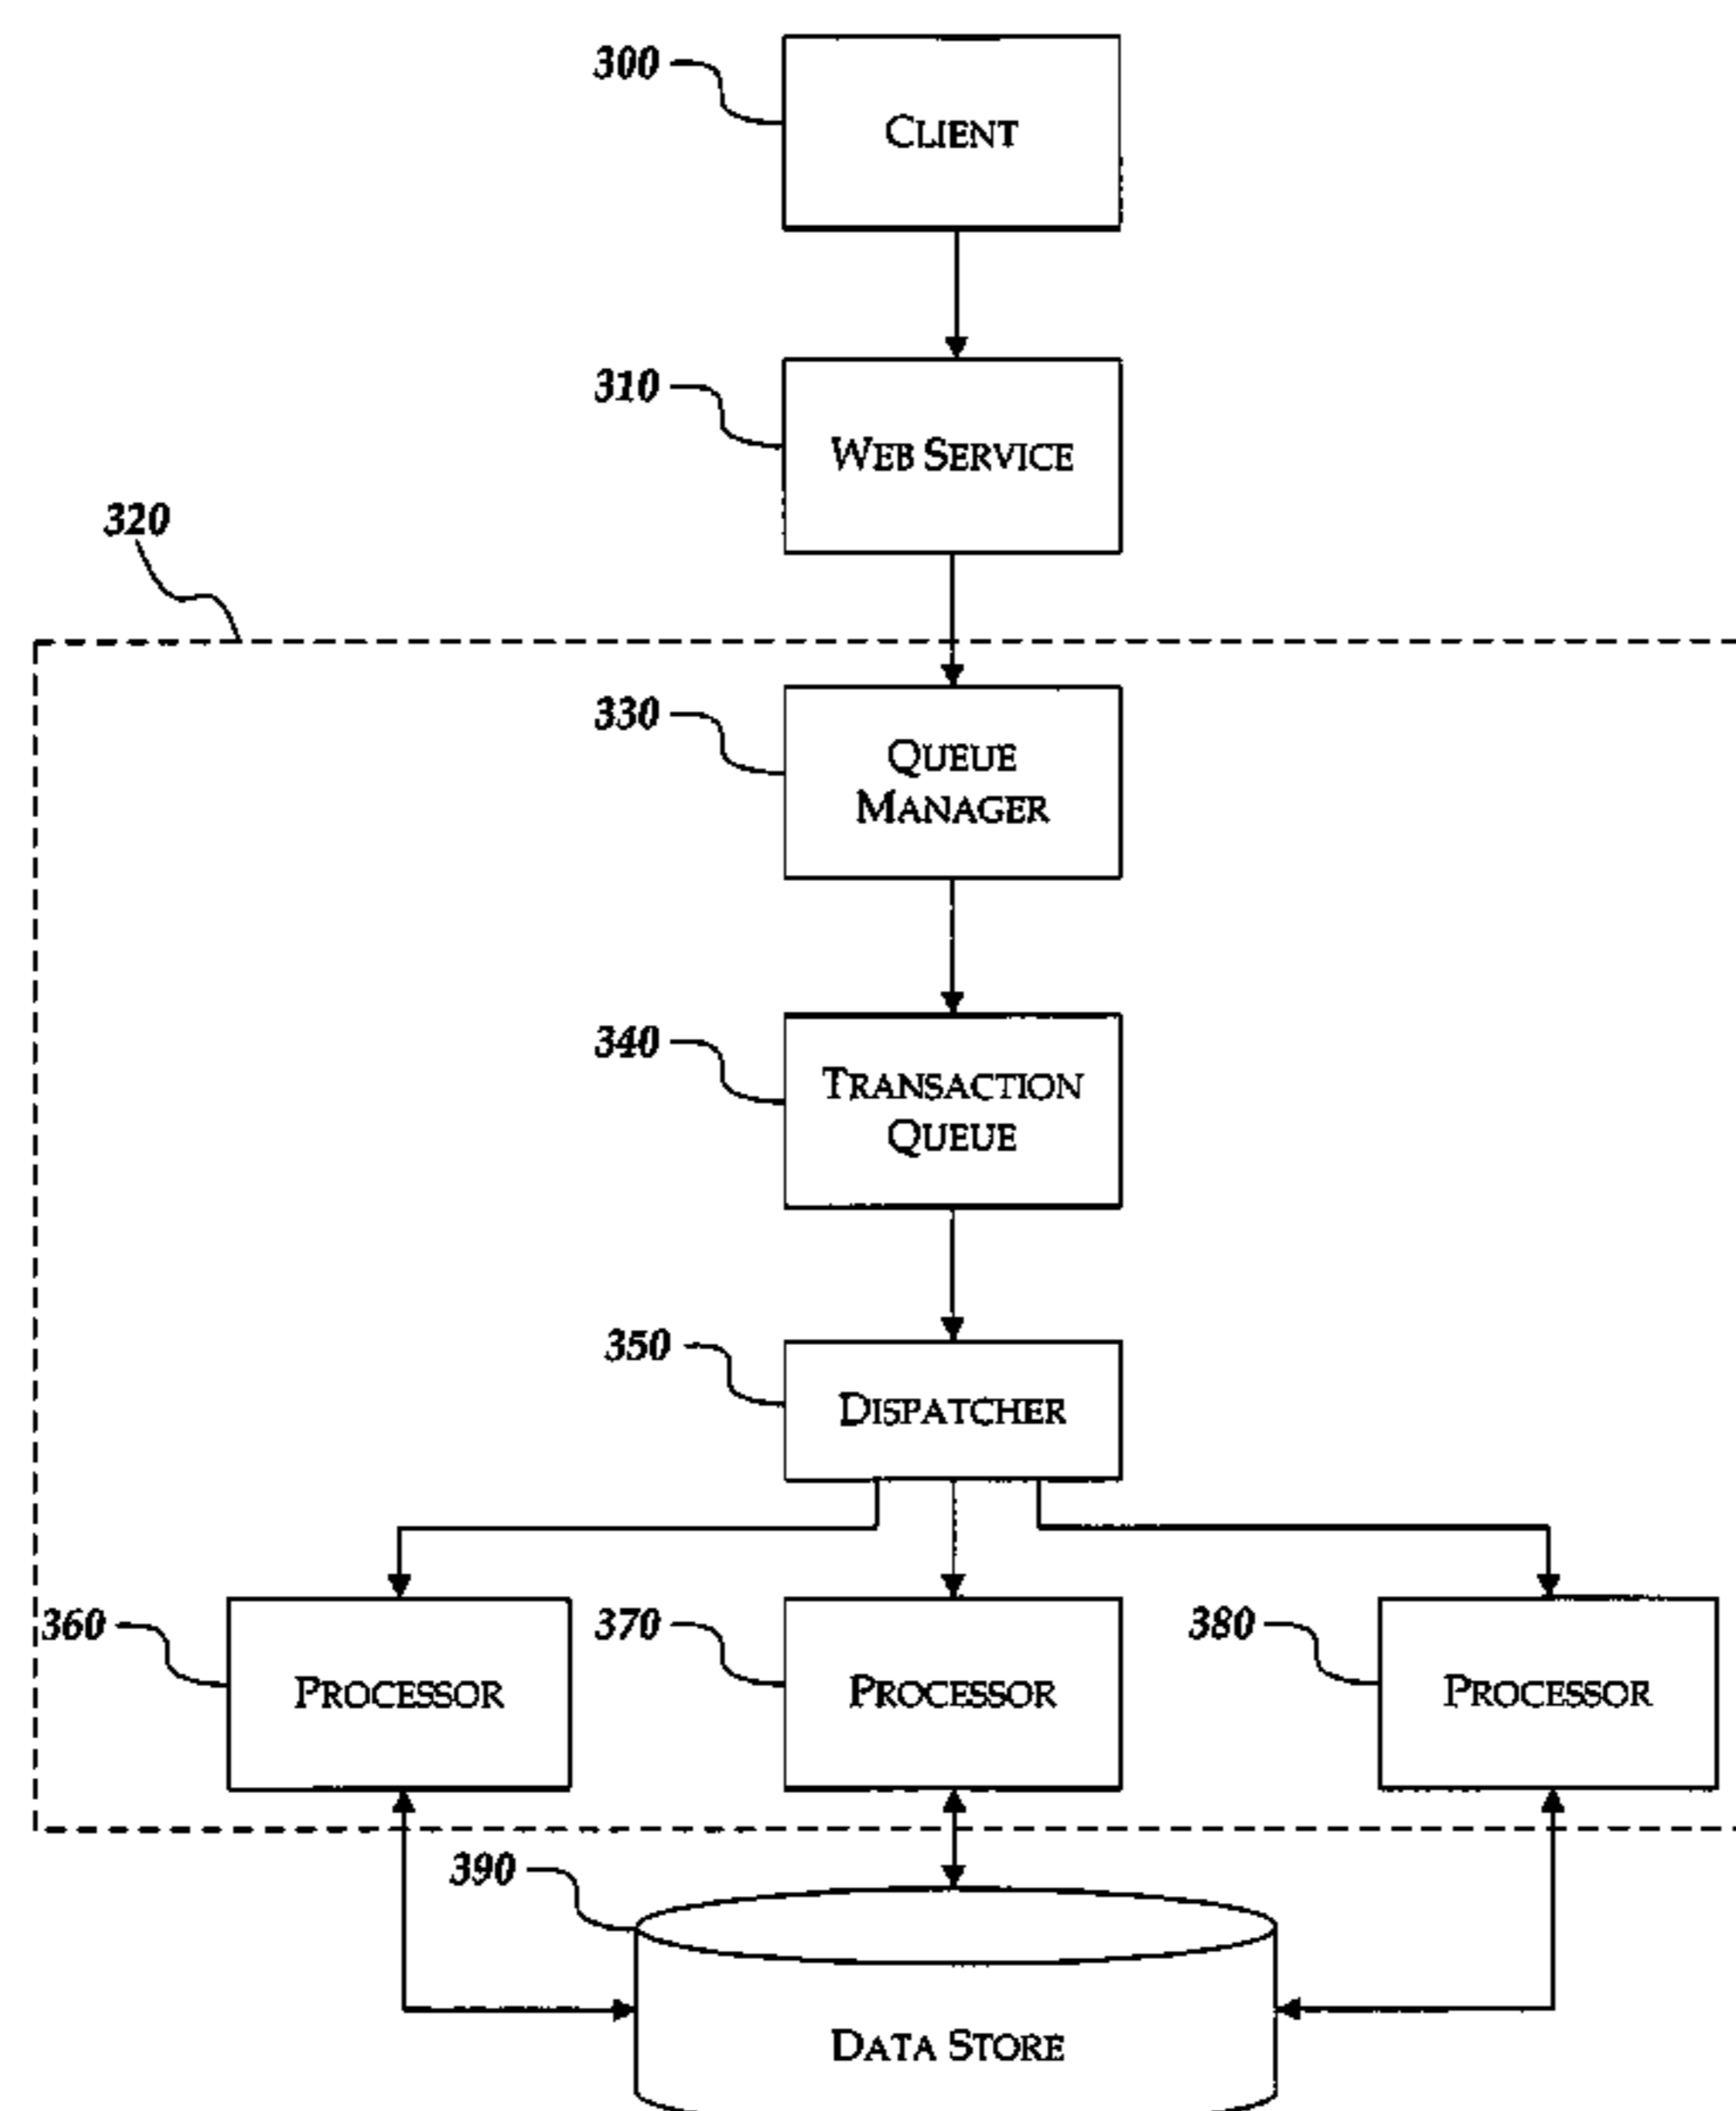 300
CLIENT
310
WEB SERVICE
320
330
QUEUE
MANAGER
340
TRANSACTION
QUEUE
350
DISPATCHER
360
PROCESSOR
370
PROCESSOR
380
PROCESSOR
390
DATA STORE